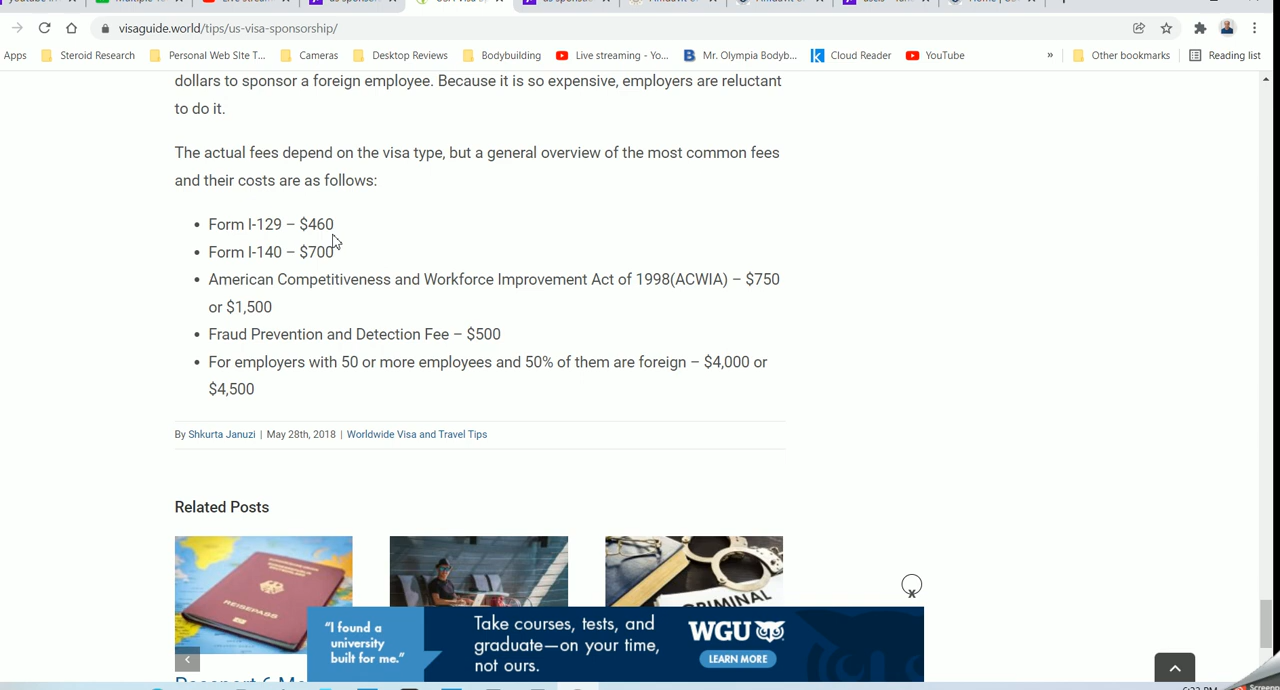 visaguide.world/tips/us-visa-sponsorship/
Apps Steroid Research Personal Web Site T... Cameras Desktop Reviews Bodybuilding Live streaming - Yo... Mr. Olympia Bodyb... Cloud Reader YouTube » Other bookmarks Reading list
dollars to sponsor a foreign employee. Because it is so expensive, employers are reluctant
to do it.
The actual fees depend on the visa type, but a general overview of the most common fees
and their costs are as follows:
• Form I-129 – $460
• Form I-140 – $700
• American Competitiveness and Workforce Improvement Act of 1998(ACWIA) – $750
or $1,500
• Fraud Prevention and Detection Fee – $500
• For employers with 50 or more employees and 50% of them are foreign – $4,000 or
$4,500
By Shkurta Januzi | May 28th, 2018 | Worldwide Visa and Travel Tips
Related Posts
REISEPASS
CRIMINAL
"I found a
university
built for me."
Take courses, tests, and
graduate—on your time,
not ours.
WGU
LEARN MORE